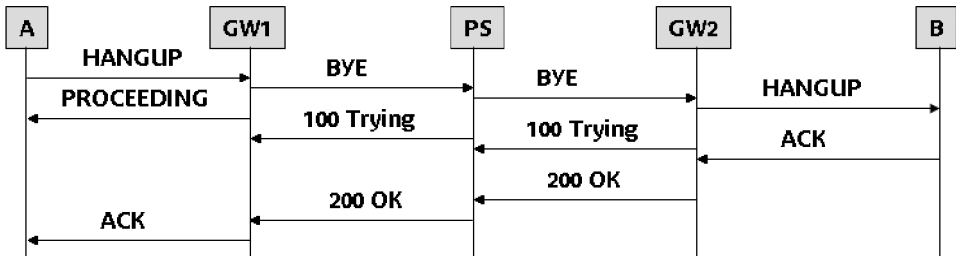 A GW1 PS GW2 B
HANGUP
BYE
BYE
HANGUP
PROCEEDING
100 Trying
100 Trying
ACK
200 OK
200 OK
ACK